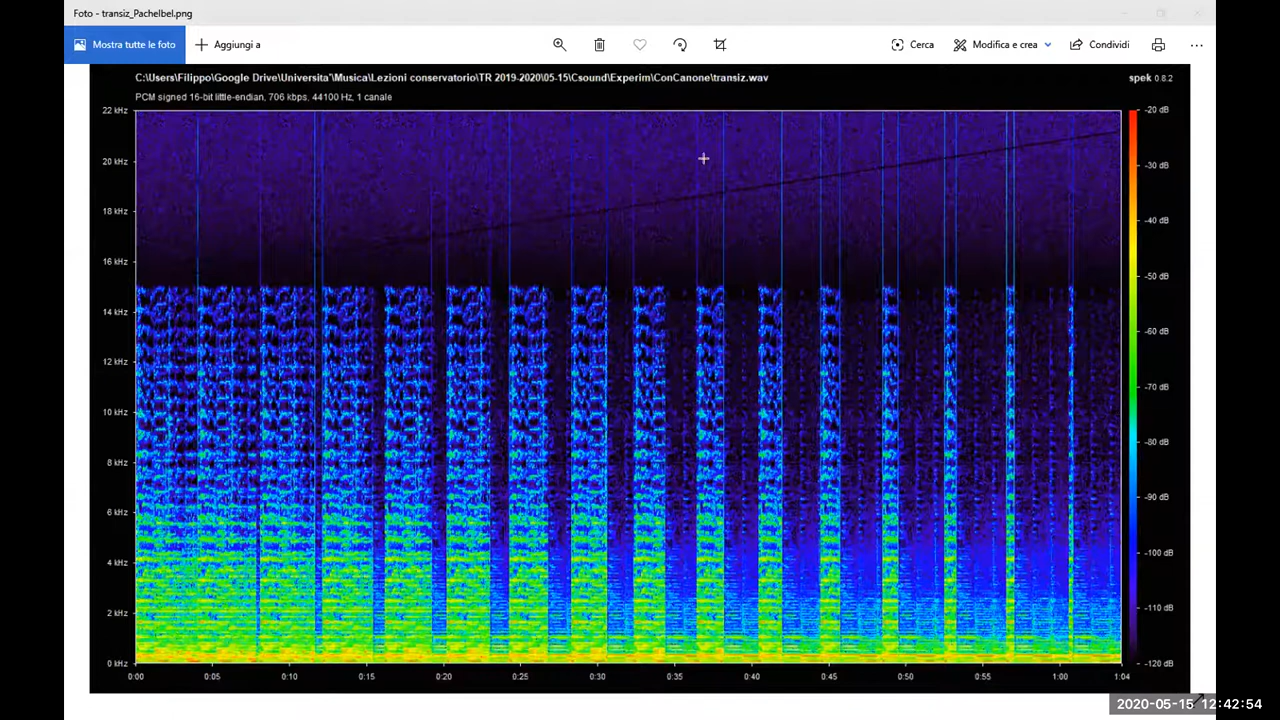 Foto - transiz_Pachelbel.png
Mostra tutte le foto
Aggiungi a
Cerca
Modifica e crea
Condividi
C:\Users\Filippo\Google Drive\Universita'\Musica\Lezioni conservatorio\TR 2019-2020\05-15\Csound\Experim\ConCanone\transiz.wav
spek 0.8.2
PCM signed 16-bit little-endian, 706 kbps, 44100 Hz, 1 canale
22 kHz
20 kHz
18 kHz
16 kHz
14 kHz
12 kHz
10 kHz
8 kHz
6 kHz
4 kHz
2 kHz
0 kHz
-20 dB
-30 dB
-40 dB
-50 dB
-60 dB
-70 dB
-80 dB
-90 dB
-100 dB
-110 dB
-120 dB
0:00 0:05 0:10 0:15 0:20 0:25 0:30 0:35 0:40 0:45 0:50 0:55 1:00 1:04
2020-05-15 12:42:54